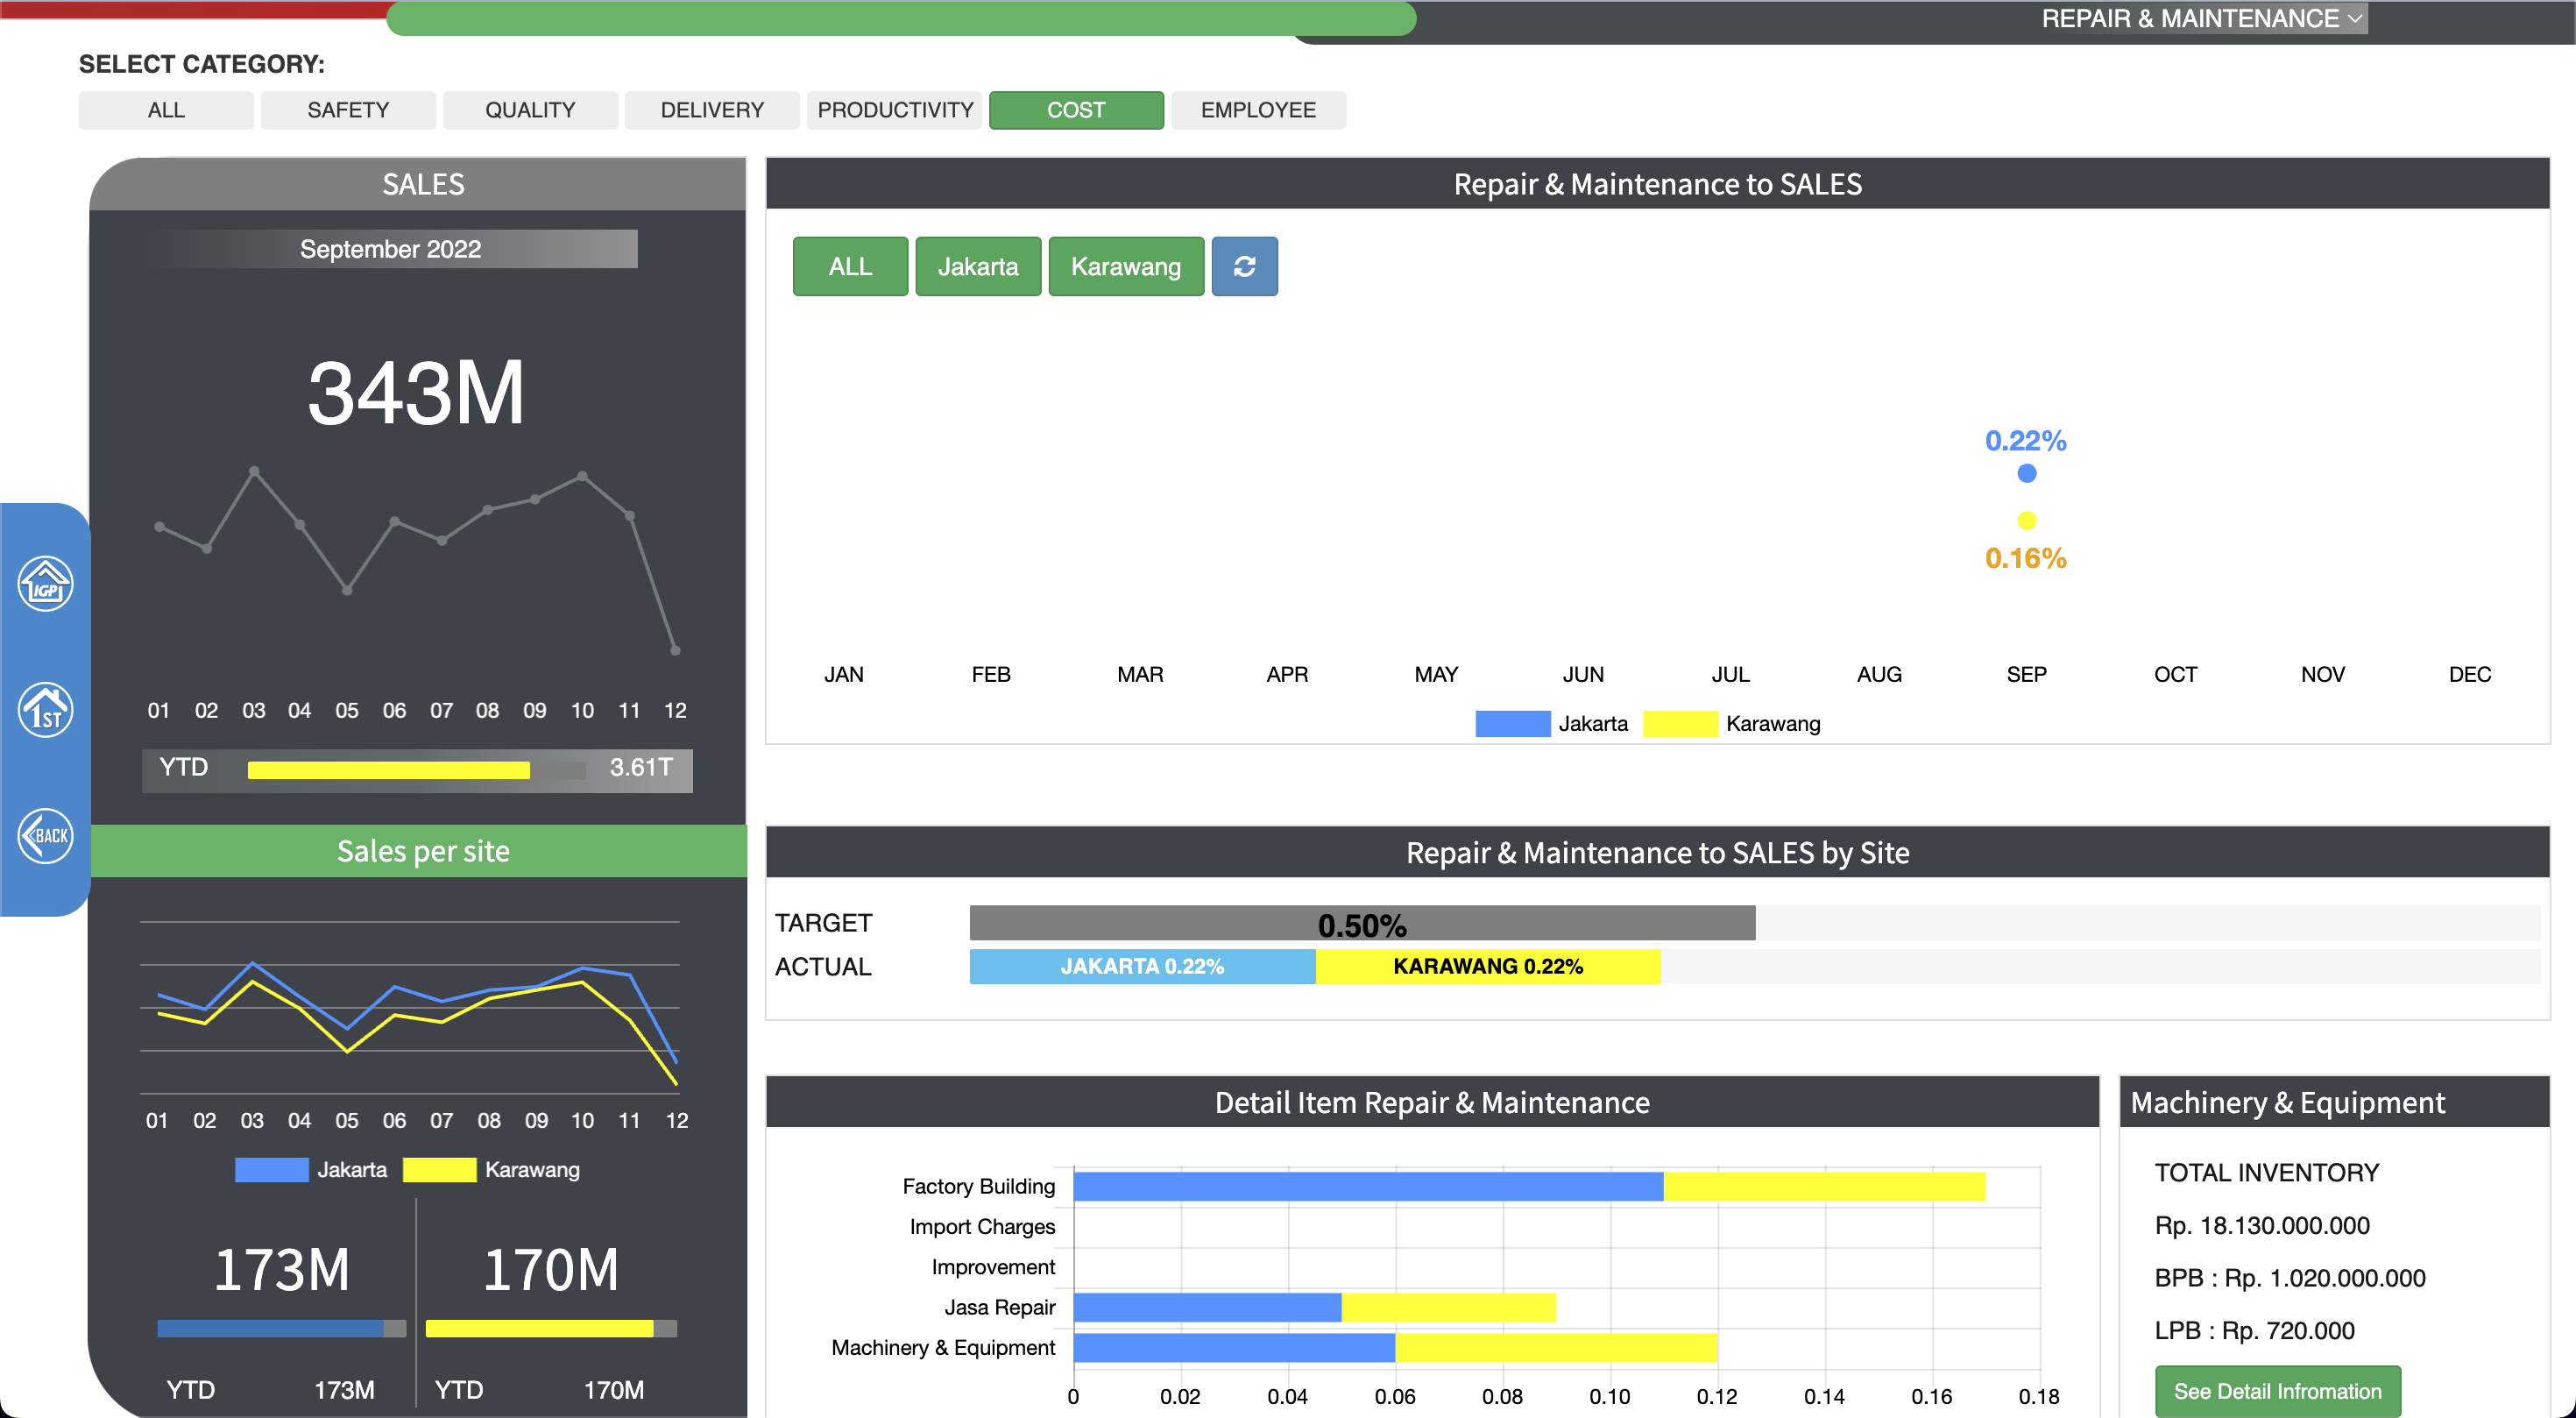 REPAIR & MAINTENANCE
SELECT CATEGORY:
ALL SAFETY QUALITY DELIVERY PRODUCTIVITY COST EMPLOYEE
SALES
September 2022
343M
01 02 03 04 05 06 07 08 09 10 11 12
YTD 3.61T
IGP
1ST
BACK
Sales per site
01 02 03 04 05 06 07 08 09 10 11 12
Jakarta Karawang
173M 170M
YTD 173M YTD 170M
Repair & Maintenance to SALES
ALL Jakarta Karawang
0.22%
0.16%
JAN FEB MAR APR MAY JUN JUL AUG SEP OCT NOV DEC
Jakarta Karawang
Repair & Maintenance to SALES by Site
TARGET 0.50%
ACTUAL JAKARTA 0.22% KARAWANG 0.22%
Detail Item Repair & Maintenance
Factory Building
Import Charges
Improvement
Jasa Repair
Machinery & Equipment
0 0.02 0.04 0.06 0.08 0.10 0.12 0.14 0.16 0.18
Machinery & Equipment
TOTAL INVENTORY
Rp. 18.130.000.000
BPB : Rp. 1.020.000.000
LPB : Rp. 720.000
See Detail Infromation